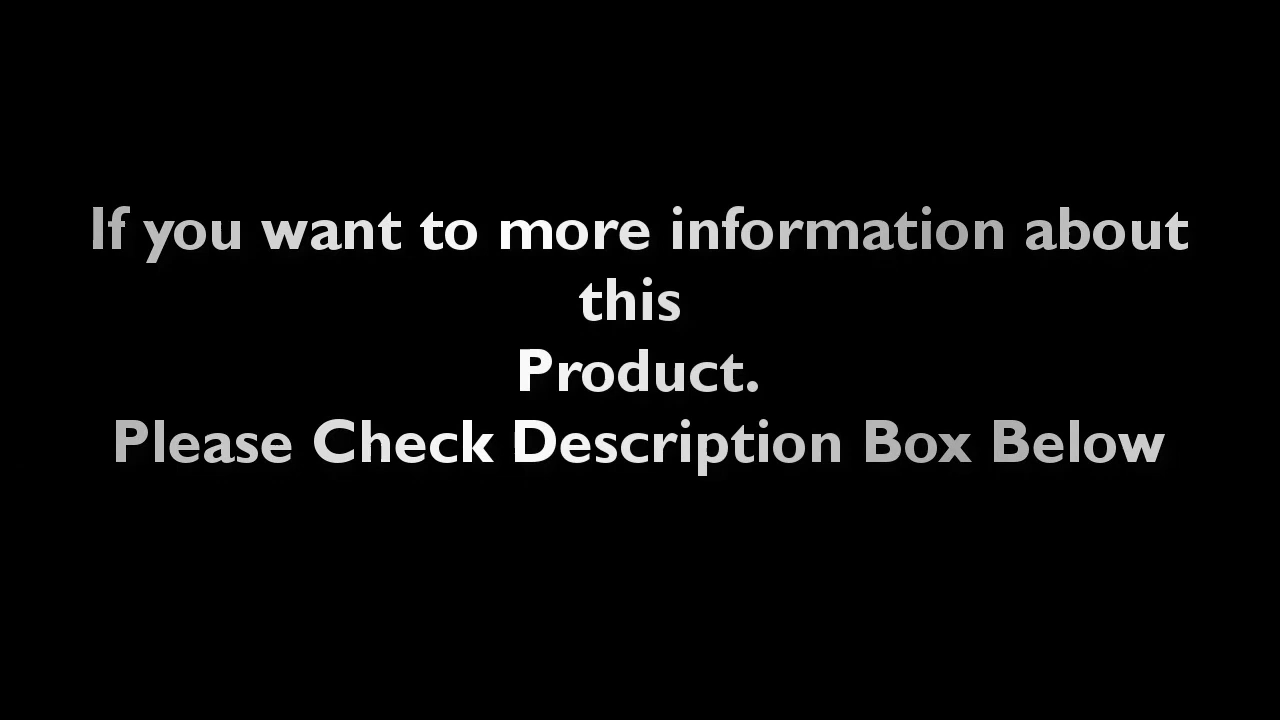 If you want to more information about
this
Product.
Please Check Description Box Below